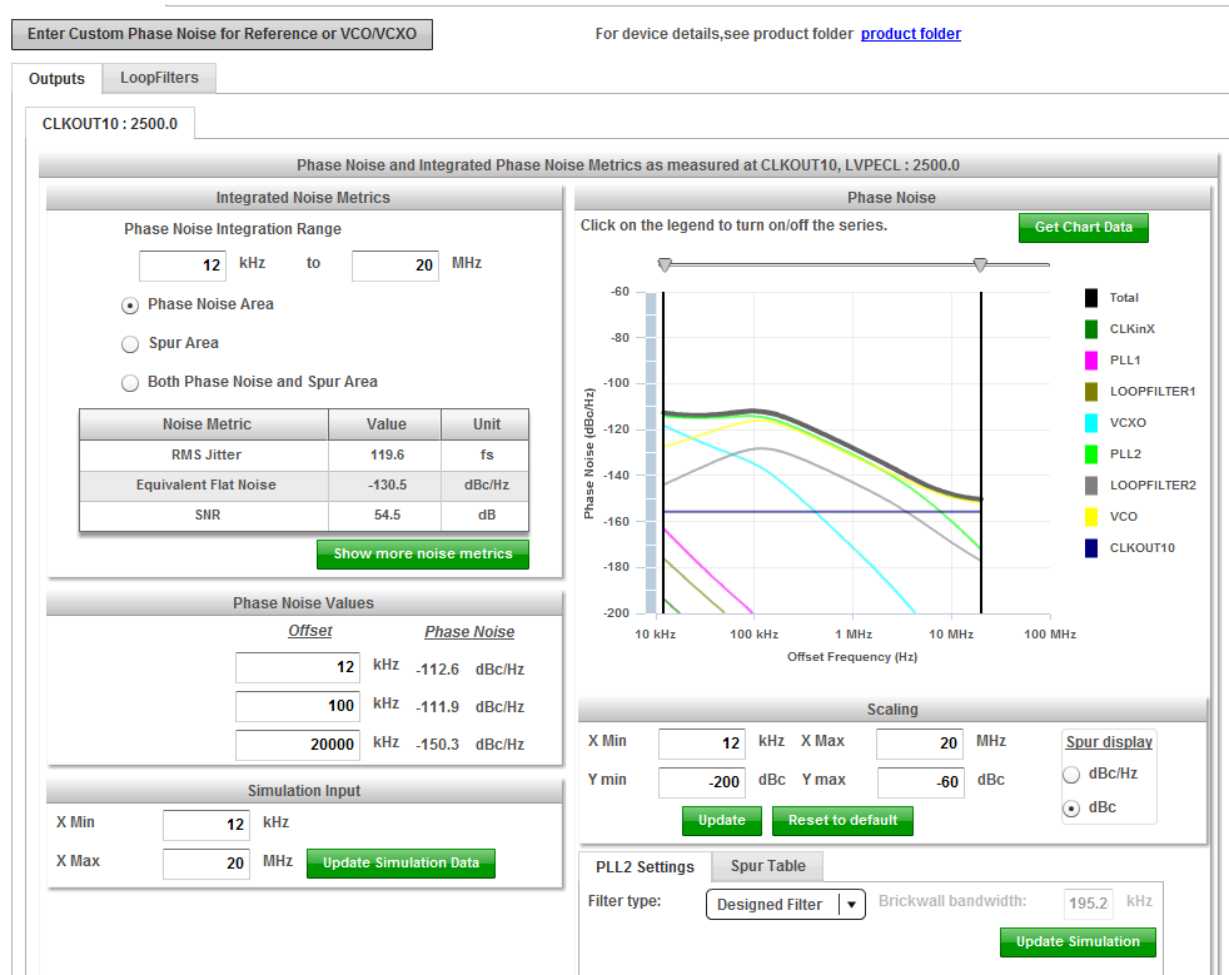 Enter Custom Phase Noise for Reference or VCO/VCXO
For device details,see product folder product folder
Outputs LoopFilters
CLKOUT10 : 2500.0
Phase Noise and Integrated Phase Noise Metrics as measured at CLKOUT10, LVPECL : 2500.0
Integrated Noise Metrics
Phase Noise Integration Range
12 kHz to 20 MHz
Phase Noise Area
Spur Area
Both Phase Noise and Spur Area
Noise Metric Value Unit
RMS Jitter 119.6 fs
Equivalent Flat Noise -130.5 dBc/Hz
SNR 54.5 dB
Show more noise metrics
Phase Noise Values
Offset Phase Noise
12 kHz -112.6 dBc/Hz
100 kHz -111.9 dBc/Hz
20000 kHz -150.3 dBc/Hz
Simulation Input
X Min 12 kHz
X Max 20 MHz Update Simulation Data
Phase Noise
Click on the legend to turn on/off the series.
Get Chart Data
-60
-80
-100
-120
-140
-160
-180
-200
Phase Noise (dBc/Hz)
10 kHz 100 kHz 1 MHz 10 MHz 100 MHz
Offset Frequency (Hz)
Total
CLKinX
PLL1
LOOPFILTER1
VCXO
PLL2
LOOPFILTER2
VCO
CLKOUT10
Scaling
X Min 12 kHz X Max 20 MHz
Y min -200 dBc Y max -60 dBc
Update Reset to default
Spur display
dBc/Hz
dBc
PLL2 Settings Spur Table
Filter type: Designed Filter Brickwall bandwidth: 195.2 kHz
Update Simulation